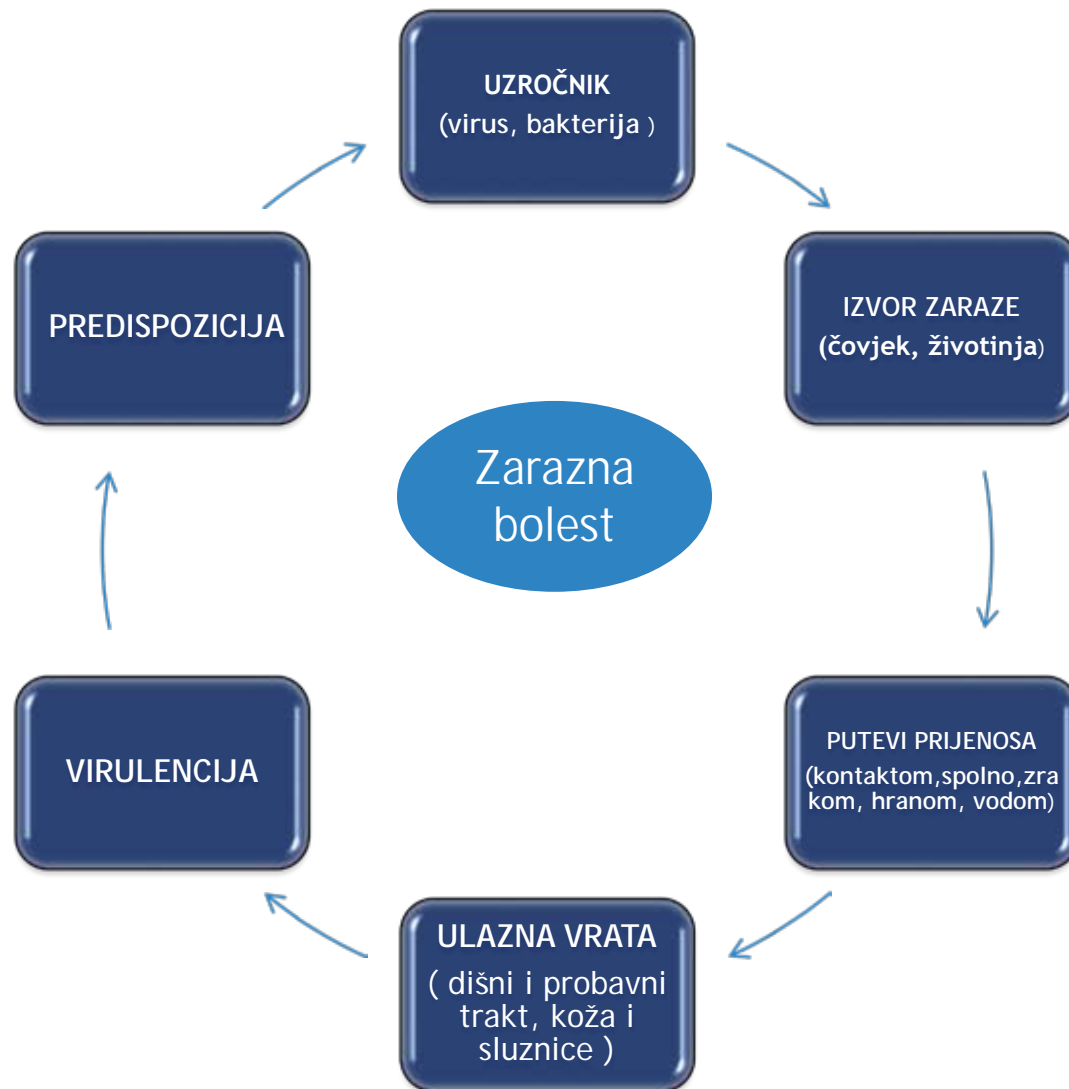 UZROČNIK
(virus, bakterija )
IZVOR ZARAZE
(čovjek, životinja)
PUTEVI PRIJENOSA
(kontaktom,spolno,zra
kom, hranom, vodom)
ULAZNA VRATA
( dišni i probavni
trakt, koža i
sluznice )
VIRULENCIJA
PREDISPOZICIJA
Zarazna
bolest